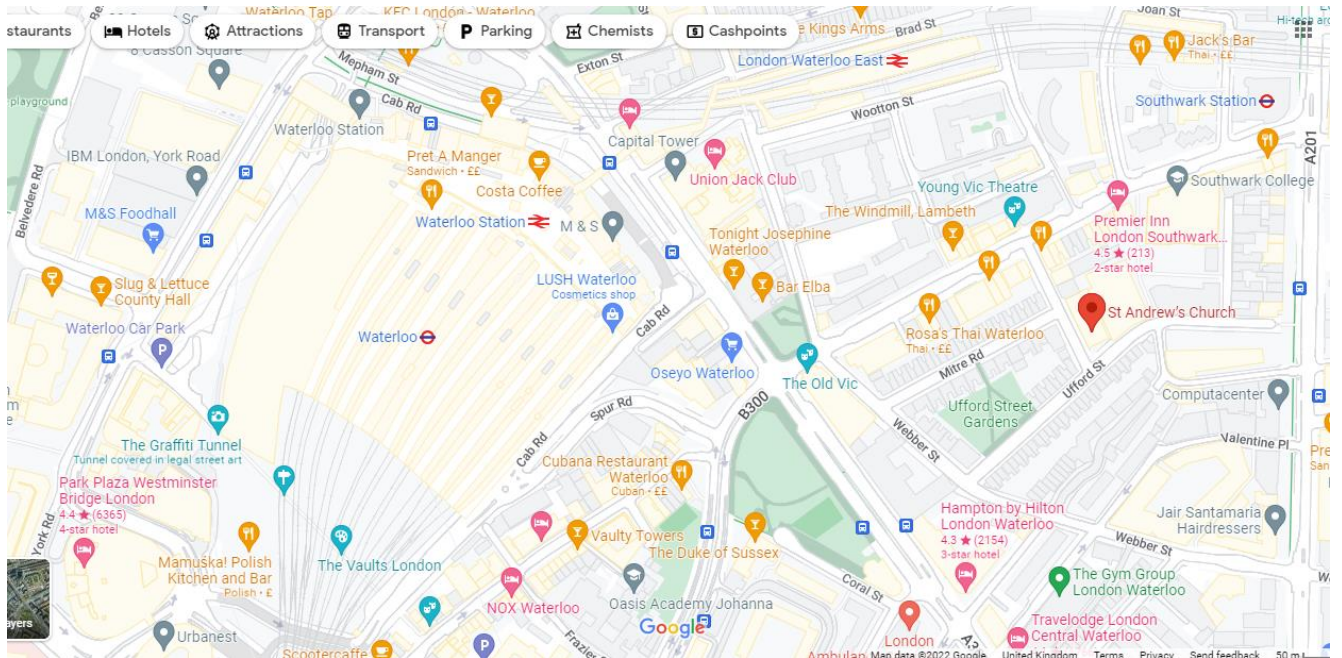 staurants
Hotels
Attractions
Transport
Parking
Chemists
Cashpoints
Waterloo Tap
KFC London - Waterloo
8 Casson Square
Mepham St
Cab Rd
Exton St
e Kings Arms
Brad St
London Waterloo East
Joan St
Jack's Bar
Thai • ££
Southwark Station
A201
playground
Waterloo Station
Wootton St
Capital Tower
IBM London, York Road
Pret A Manger
Sandwich • ££
Costa Coffee
Union Jack Club
Young Vic Theatre
Southwark College
Belvedere Rd
M&S Foodhall
Waterloo Station
M & S
The Windmill, Lambeth
Premier Inn
London Southwark...
4.5 ★ (213)
2-star hotel
Tonight Josephine
Waterloo
Slug & Lettuce
County Hall
LUSH Waterloo
Cosmetics shop
Bar Elba
St Andrew's Church
Waterloo Car Park
Waterloo
Cab Rd
Rosa's Thai Waterloo
Thai • ££
Mitre Rd
Ufford St
Oseyo Waterloo
The Old Vic
Ufford Street
Gardens
Computacenter
Spur Rd
B300
Webber St
Valentine Pl
The Graffiti Tunnel
Tunnel covered in legal street art
Cab Rd
Cubana Restaurant
Waterloo
Cuban • ££
Park Plaza Westminster
Bridge London
4.4 ★ (6365)
4-star hotel
York Rd
Hampton by Hilton
London Waterloo
4.3 ★ (2154)
3-star hotel
Jair Santamaria
Hairdressers
Vaulty Towers
The Duke of Sussex
Webber St
Mamuśka! Polish
Kitchen and Bar
Polish • £
The Vaults London
Coral St
The Gym Group
London Waterloo
NOX Waterloo
Oasis Academy Johanna
ayers
Urbanest
Google
London
Travelodge London
Central Waterloo
Scootercaffe
Frazier
Ambulan
Map data ©2022 Google
United Kingdom
Terms
Privacy
Send feedback
50 m